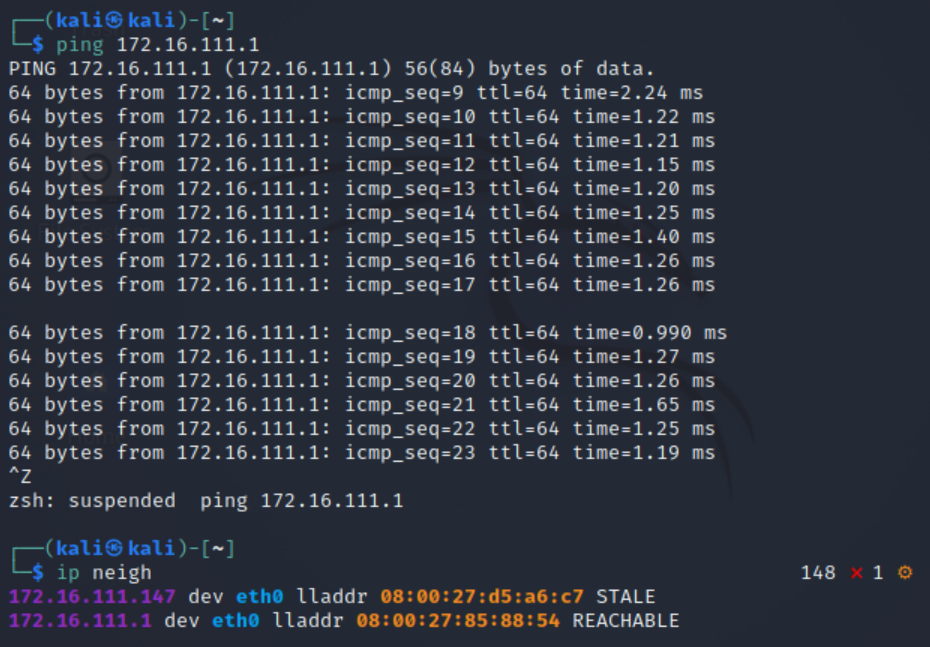 ┌──(kali㉿kali)-[~]
└─$ ping 172.16.111.1
PING 172.16.111.1 (172.16.111.1) 56(84) bytes of data.
64 bytes from 172.16.111.1: icmp_seq=9 ttl=64 time=2.24 ms
64 bytes from 172.16.111.1: icmp_seq=10 ttl=64 time=1.22 ms
64 bytes from 172.16.111.1: icmp_seq=11 ttl=64 time=1.21 ms
64 bytes from 172.16.111.1: icmp_seq=12 ttl=64 time=1.15 ms
64 bytes from 172.16.111.1: icmp_seq=13 ttl=64 time=1.20 ms
64 bytes from 172.16.111.1: icmp_seq=14 ttl=64 time=1.25 ms
64 bytes from 172.16.111.1: icmp_seq=15 ttl=64 time=1.40 ms
64 bytes from 172.16.111.1: icmp_seq=16 ttl=64 time=1.26 ms
64 bytes from 172.16.111.1: icmp_seq=17 ttl=64 time=1.26 ms
64 bytes from 172.16.111.1: icmp_seq=18 ttl=64 time=0.990 ms
64 bytes from 172.16.111.1: icmp_seq=19 ttl=64 time=1.27 ms
64 bytes from 172.16.111.1: icmp_seq=20 ttl=64 time=1.26 ms
64 bytes from 172.16.111.1: icmp_seq=21 ttl=64 time=1.65 ms
64 bytes from 172.16.111.1: icmp_seq=22 ttl=64 time=1.25 ms
64 bytes from 172.16.111.1: icmp_seq=23 ttl=64 time=1.19 ms
^Z
zsh: suspended  ping 172.16.111.1
┌──(kali㉿kali)-[~]
└─$ ip neigh 148 ⨯ 1 ⚙
172.16.111.147 dev eth0 lladdr 08:00:27:d5:a6:c7 STALE
172.16.111.1 dev eth0 lladdr 08:00:27:85:88:54 REACHABLE